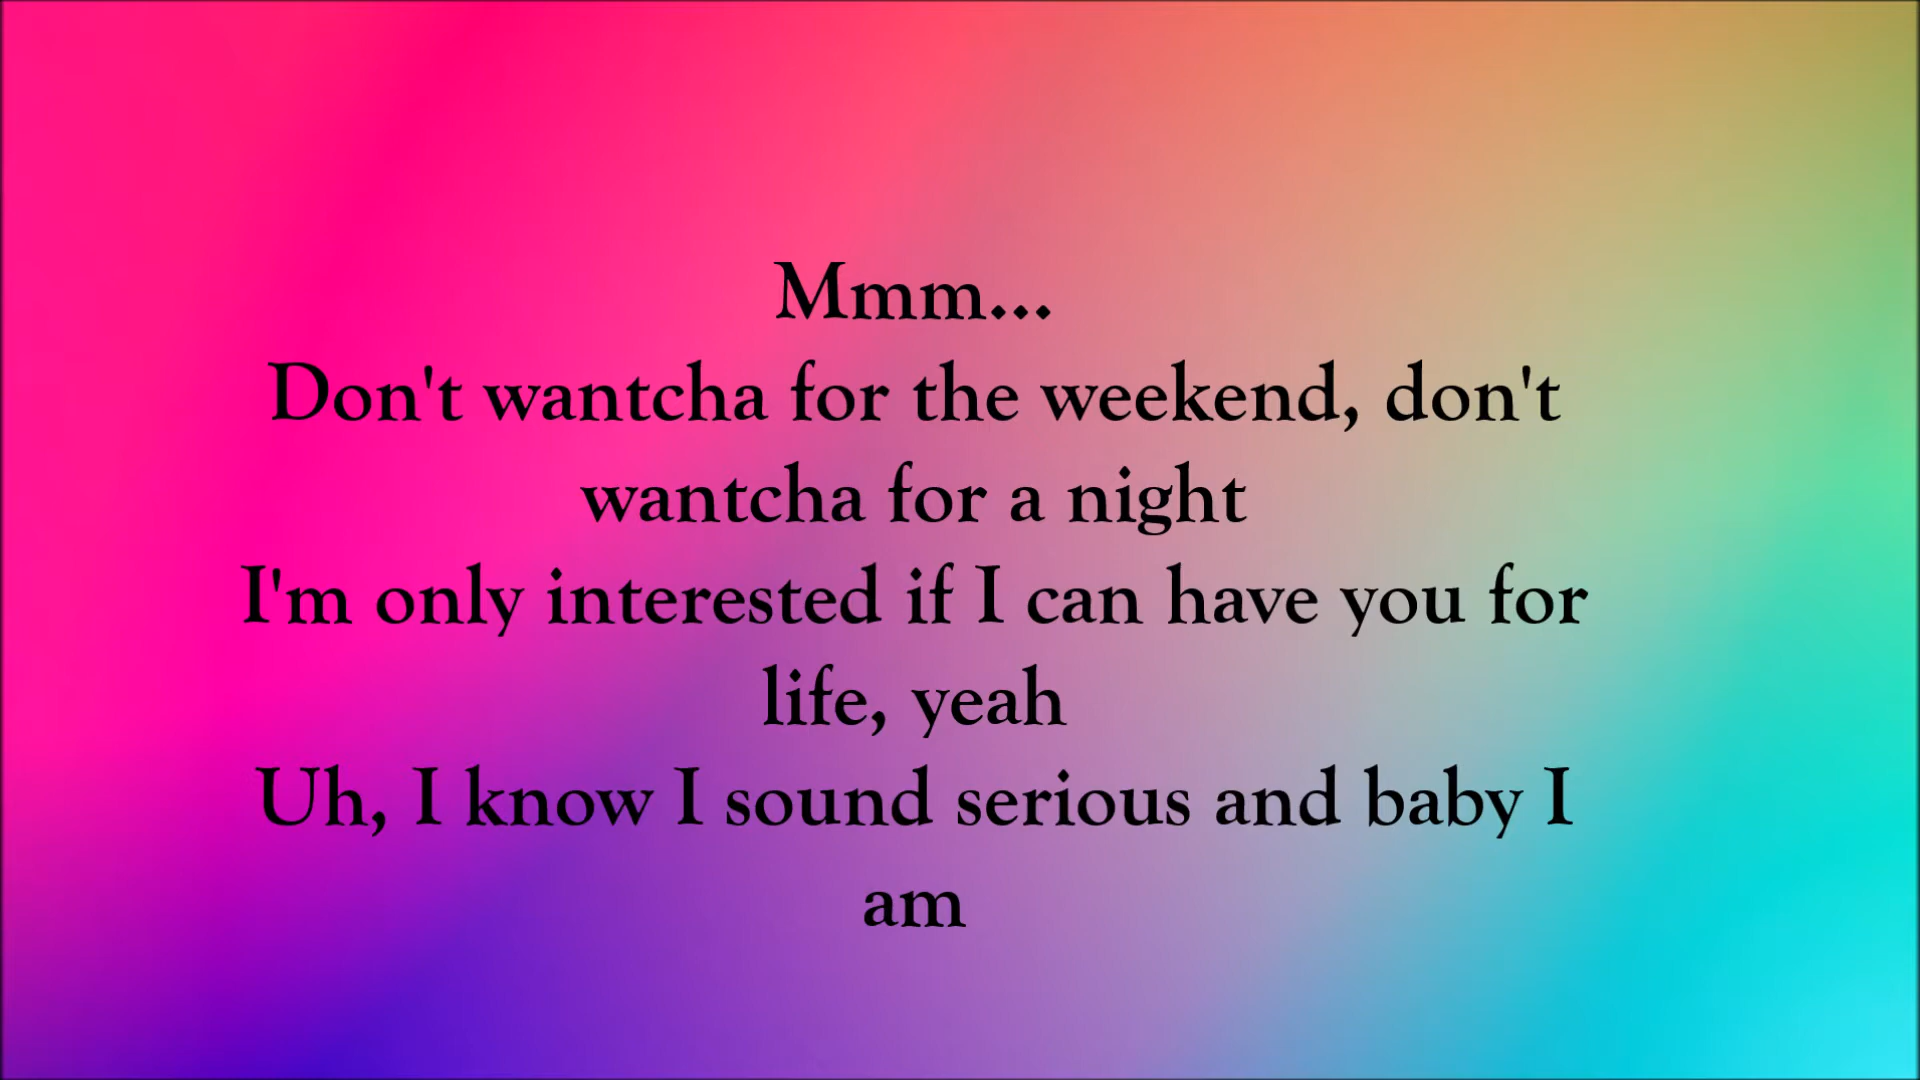 Mmm...
Don't wantcha for the weekend, don't
wantcha for a night
I'm only interested if I can have you for
life, yeah
Uh, I know I sound serious and baby I
am